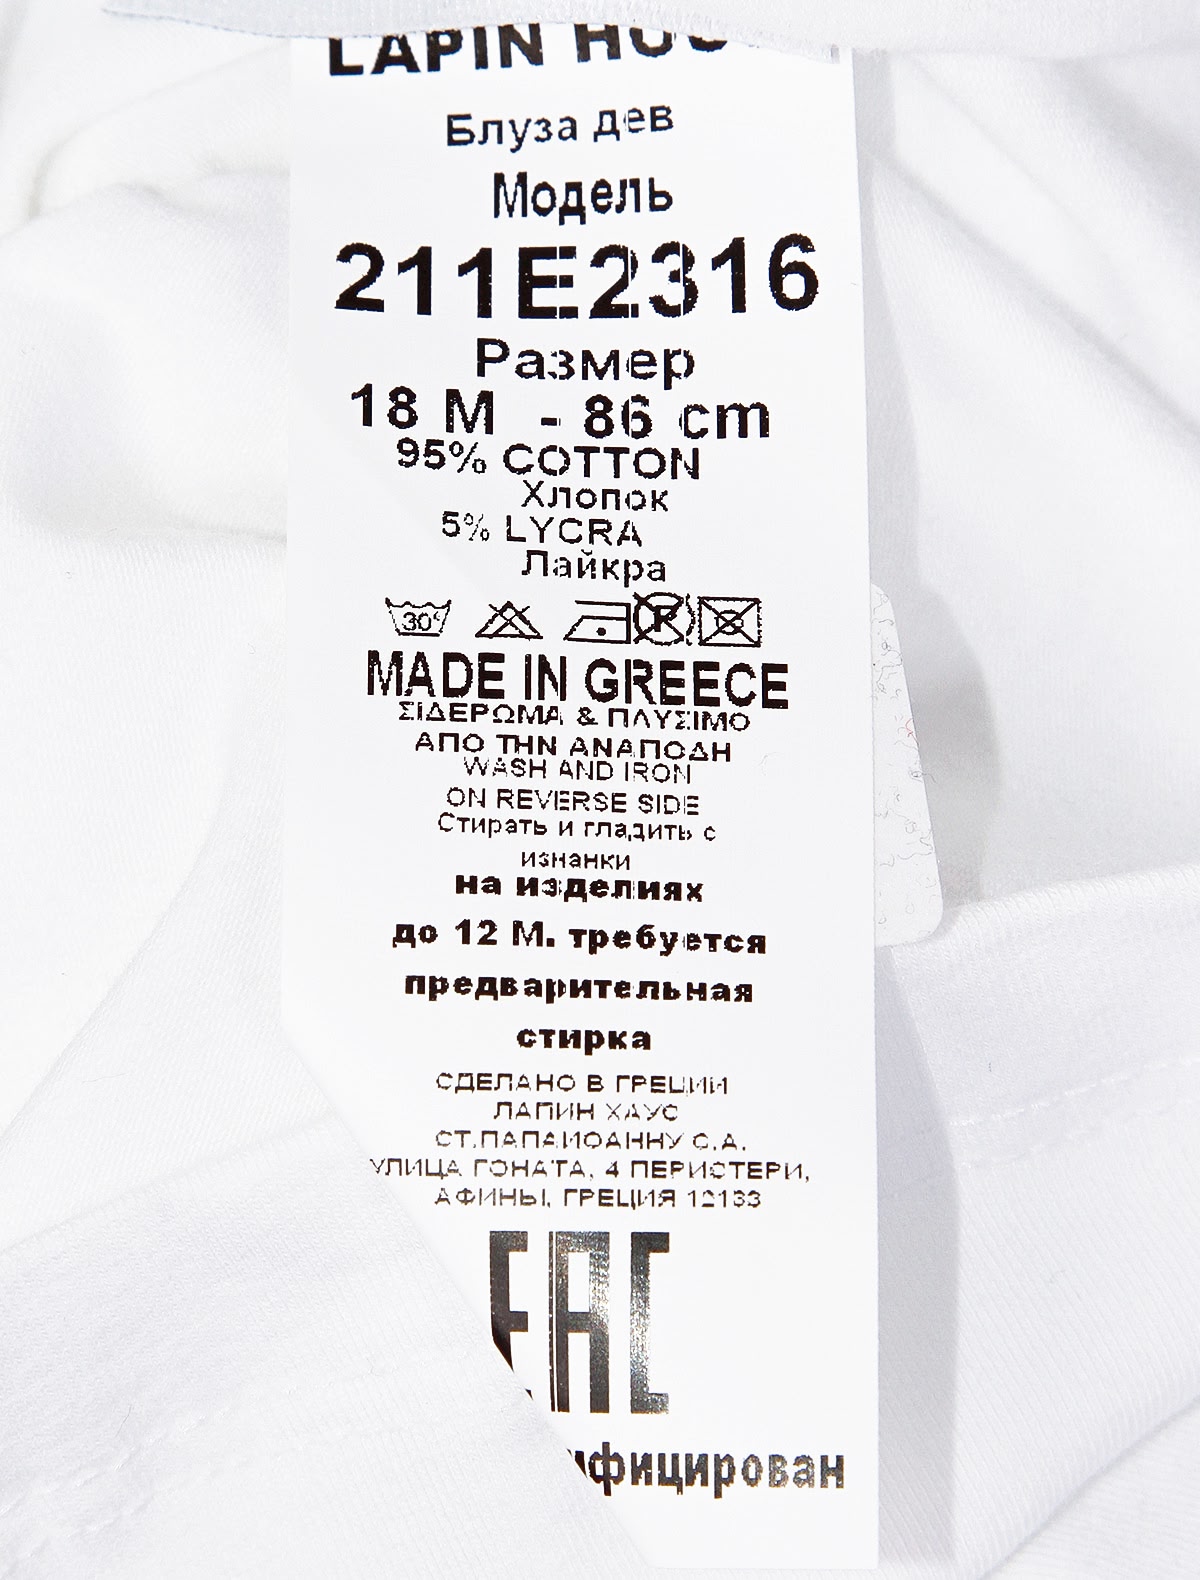 LAPIN
Блуза дев
Модель
211E2316
Размер
18 M - 86 cm
95% COTTON
Хлопок
5% LYCRA
Лайкра
30°
P
MADE IN GREECE
ΣΙΔΕΡΩΜΑ & ΠΛΥΣΙΜΟ
ΑΠΟ ΤΗΝ ΑΝΑΠΟΔΗ
WASH AND IRON
ON REVERSE SIDE
Стирать и гладить с
изнанки
на изделиях
до 12 М. требуется
предварительная
стирка
СДЕЛАНО В ГРЕЦИИ
ЛАПИН ХАУС
СТ.ПАПАИОАННУ С.А.
УЛИЦА ГОНАТА, 4 ПЕРИСТЕРИ,
АФИНЫ, ГРЕЦИЯ 12133
EAC
ифицирован